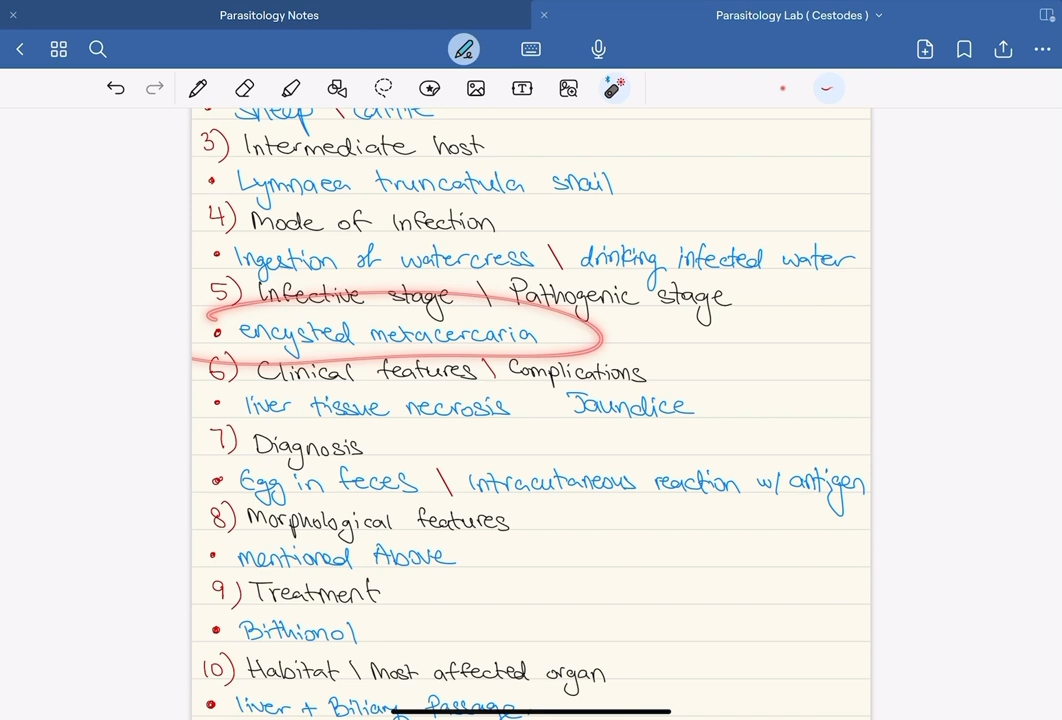 Parasitology Notes
Parasitology Lab ( Cestodes )
sheep \ cattle
3) Intermediate host
• Lymnaea truncatula snail
4) Mode of Infection
• Ingestion of watercress \ drinking infected water
5) Infective stage \ Pathogenic stage
• encysted metacercaria
6) Clinical features \ Complications
• liver tissue necrosis Jaundice
7) Diagnosis
• Egg in feces \ Intracutaneous reaction w/ antigen
8) Morphological features
• mentioned Above
9) Treatment
• Bithionol
10) Habitat \ Most affected organ
• liver + Biliary Passage